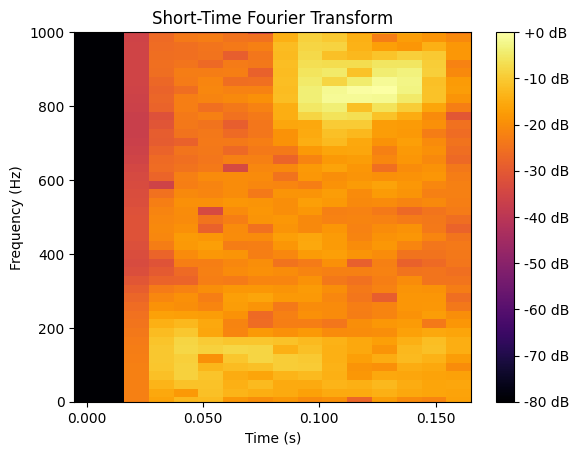 Short-Time Fourier Transform
1000
800
600
400
200
0
Frequency (Hz)
0.000
0.050
0.100
0.150
Time (s)
+0 dB
-10 dB
-20 dB
-30 dB
-40 dB
-50 dB
-60 dB
-70 dB
-80 dB